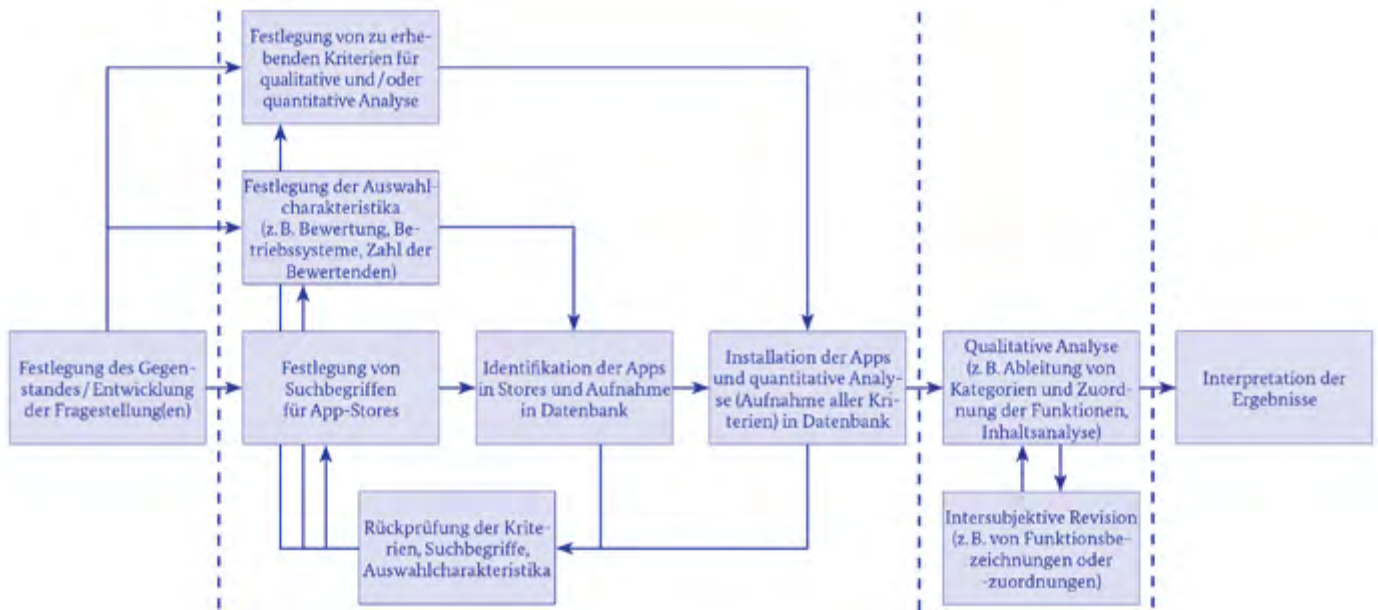 Festlegung von zu erhe-
benden Kriterien für
qualitative und/oder
quantitative Analyse
Festlegung der Auswahl-
charakteristika
(z. B. Bewertung, Be-
triebssysteme, Zahl der
Bewertenden)
Festlegung des Gegen-
standes / Entwicklung
der Fragestellung(en)
Festlegung von
Suchbegriffen
für App-Stores
Identifikation der Apps
in Stores und Aufnahme
in Datenbank
Installation der Apps
und quantitative Analy-
se (Aufnahme aller Kri-
terien) in Datenbank
Qualitative Analyse
(z. B. Ableitung von
Kategorien und Zuord-
nung der Funktionen,
Inhaltsanalyse)
Interpretation der
Ergebnisse
Rückprüfung der Krite-
rien, Suchbegriffe,
Auswahlcharakteristika
Intersubjektive Revision
(z. B. von Funktionsbe-
zeichnungen oder
-zuordnungen)